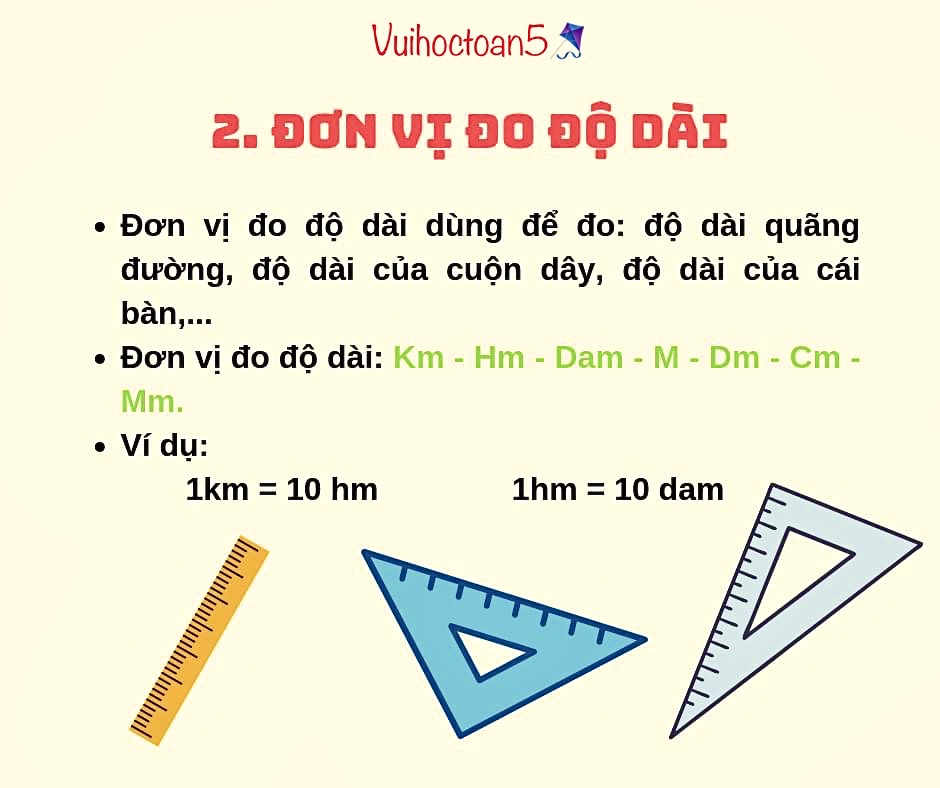 Vuihoctoan5
2. ĐƠN VỊ ĐO ĐỘ DÀI
• Đơn vị đo độ dài dùng để đo: độ dài quãng
đường, độ dài của cuộn dây, độ dài của cái
bàn,...
• Đơn vị đo độ dài: Km - Hm - Dam - M - Dm - Cm -
Mm.
• Ví dụ:
1km = 10 hm 1hm = 10 dam